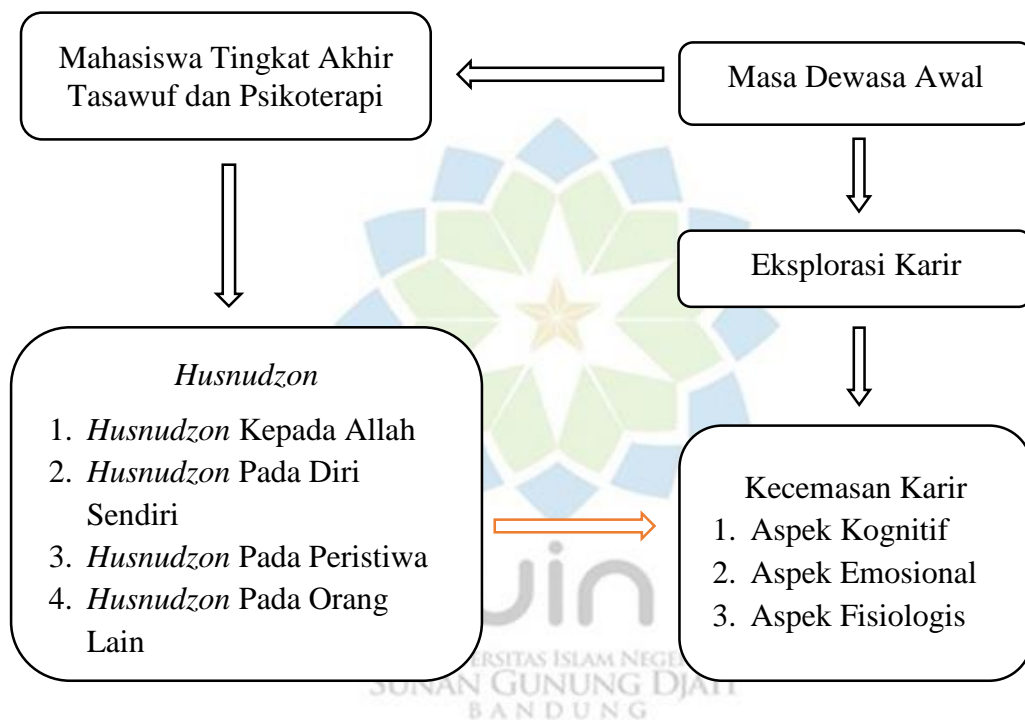 Mahasiswa Tingkat Akhir
Tasawuf dan Psikoterapi
Masa Dewasa Awal
Eksplorasi Karir
Husnudzon
1. Husnudzon Kepada Allah
2. Husnudzon Pada Diri
Sendiri
3. Husnudzon Pada Peristiwa
4. Husnudzon Pada Orang
Lain
Kecemasan Karir
1. Aspek Kognitif
2. Aspek Emosional
3. Aspek Fisiologis
uin
ISLAM
SUNAN GUNUNG DJATI
BANDUNG